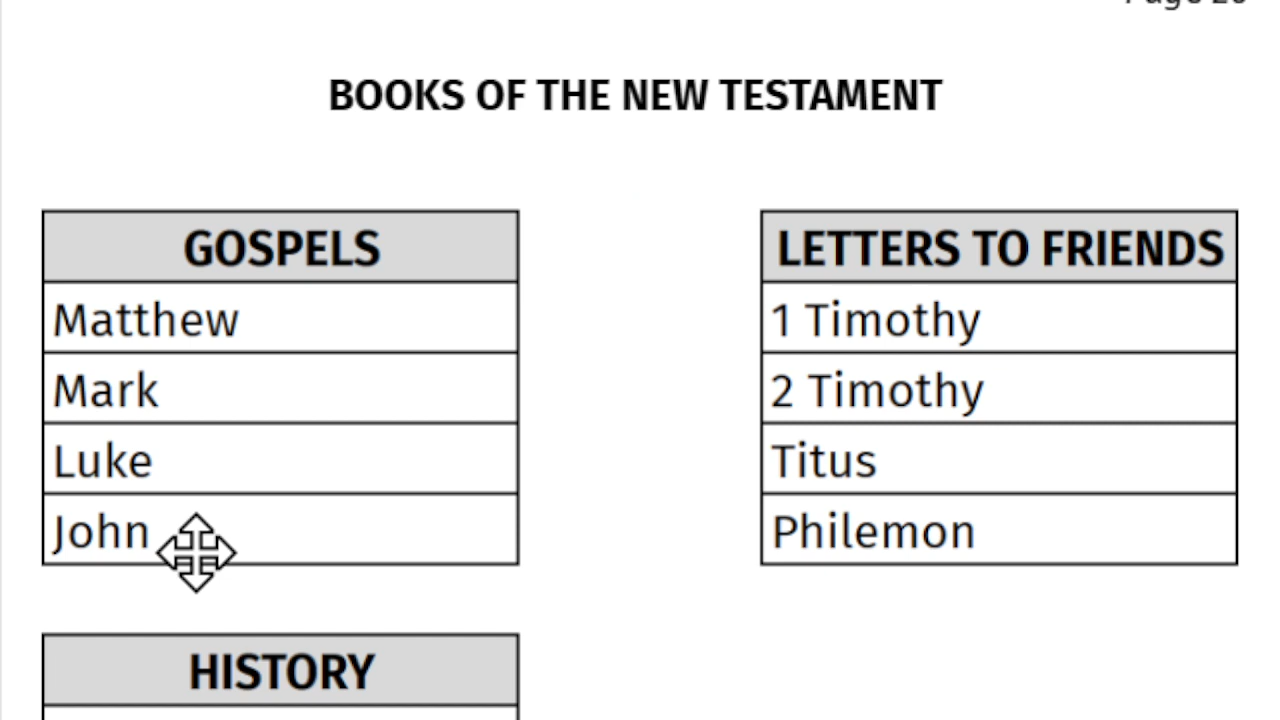 BOOKS OF THE NEW TESTAMENT
GOSPELS
Matthew
Mark
Luke
John
HISTORY
LETTERS TO FRIENDS
1 Timothy
2 Timothy
Titus
Philemon